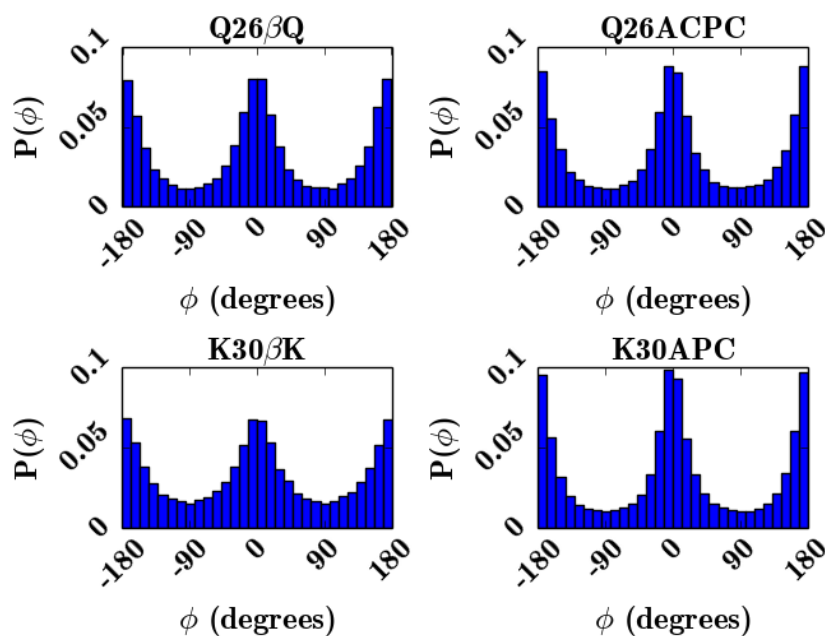 Q26βQ
P(ϕ)
0.1
0.05
0
-180
-90
0
90
180
ϕ (degrees)
Q26ACPC
P(ϕ)
0.1
0.05
0
-180
-90
0
90
180
ϕ (degrees)
K30βK
P(ϕ)
0.1
0.05
0
-180
-90
0
90
180
ϕ (degrees)
K30APC
P(ϕ)
0.1
0.05
0
-180
-90
0
90
180
ϕ (degrees)